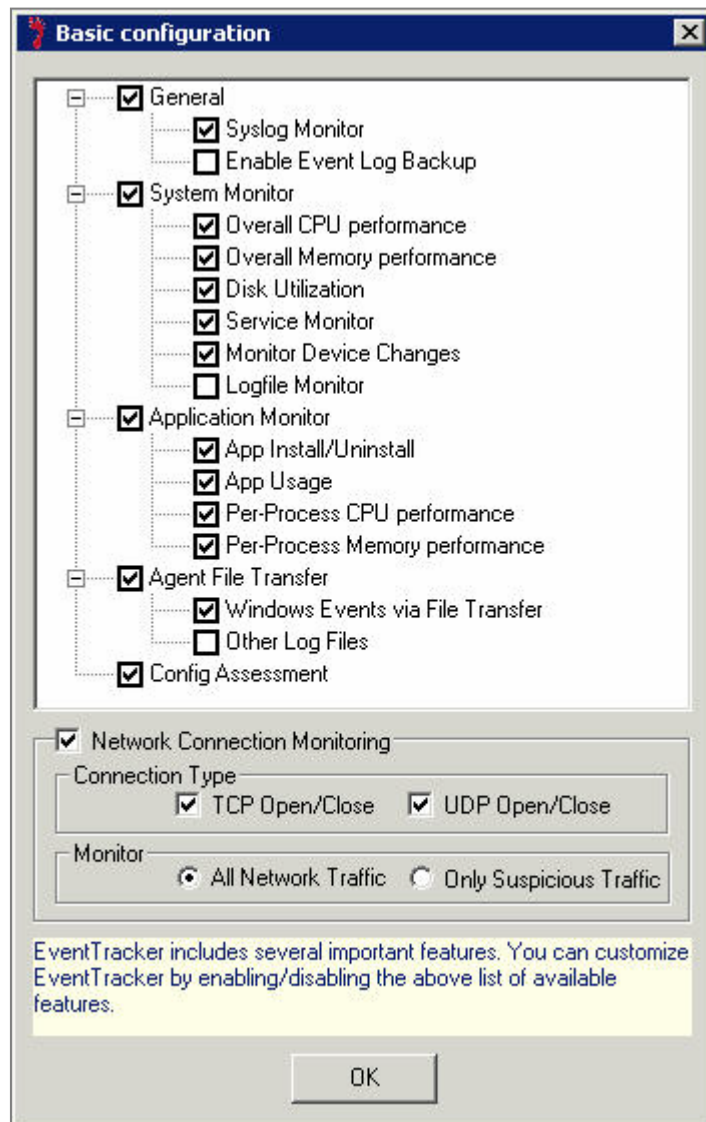 Basic configuration
General
Syslog Monitor
Enable Event Log Backup
System Monitor
Overall CPU performance
Overall Memory performance
Disk Utilization
Service Monitor
Monitor Device Changes
Logfile Monitor
Application Monitor
App Install/Uninstall
App Usage
Per-Process CPU performance
Per-Process Memory performance
Agent File Transfer
Windows Events via File Transfer
Other Log Files
Config Assessment
Network Connection Monitoring
Connection Type
TCP Open/Close UDP Open/Close
Monitor
All Network Traffic Only Suspicious Traffic
EventTracker includes several important features. You can customize
EventTracker by enabling/disabling the above list of available
features.
OK